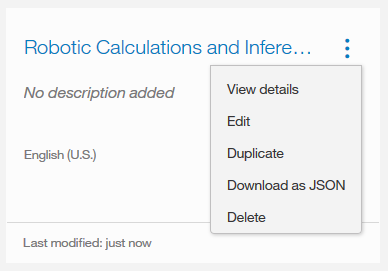 Robotic Calculations and Infere...
No description added
View details
Edit
Duplicate
English (U.S.)
Download as JSON
Delete
Last modified: just now